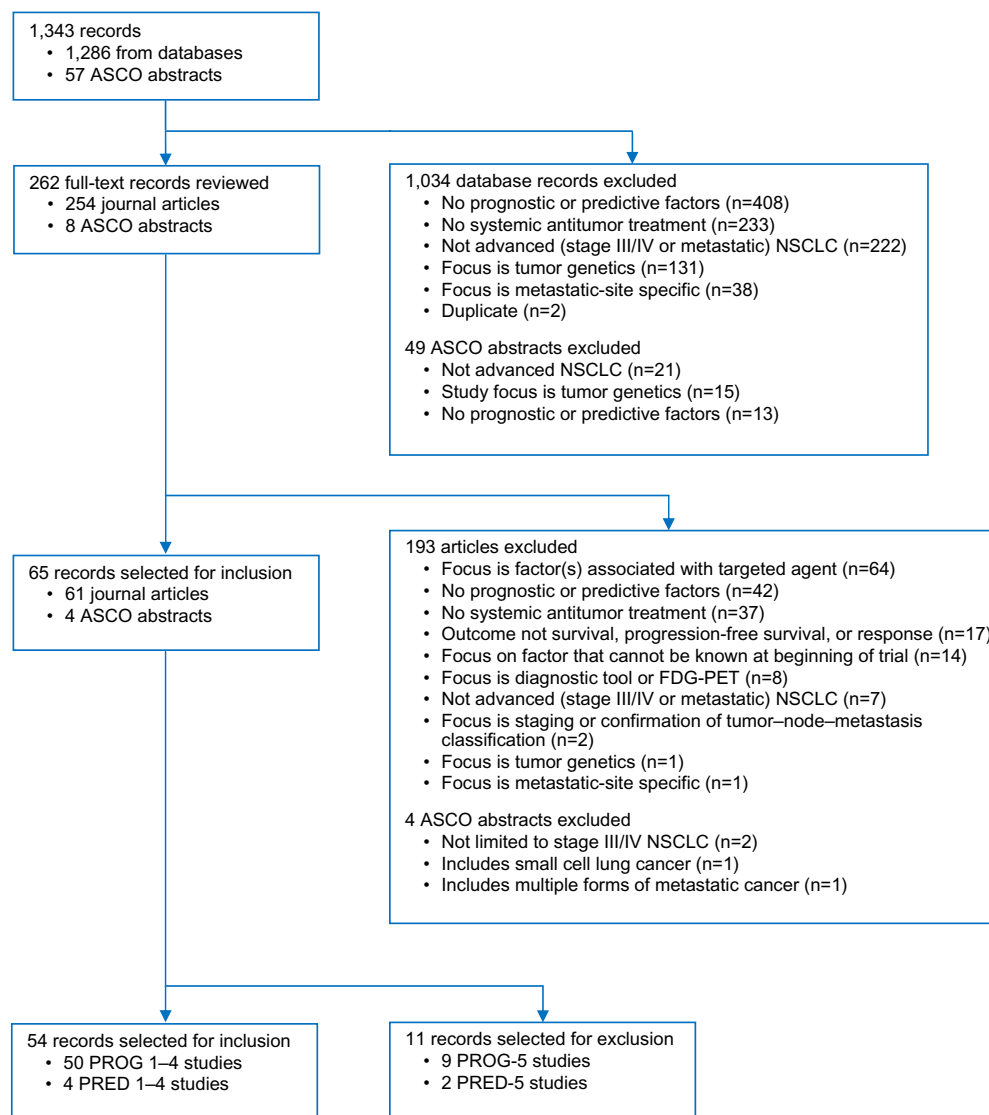 1,343 records
• 1,286 from databases
• 57 ASCO abstracts
262 full-text records reviewed
• 254 journal articles
• 8 ASCO abstracts
1,034 database records excluded
• No prognostic or predictive factors (n=408)
• No systemic antitumor treatment (n=233)
• Not advanced (stage III/IV or metastatic) NSCLC (n=222)
• Focus is tumor genetics (n=131)
• Focus is metastatic-site specific (n=38)
• Duplicate (n=2)
49 ASCO abstracts excluded
• Not advanced NSCLC (n=21)
• Study focus is tumor genetics (n=15)
• No prognostic or predictive factors (n=13)
65 records selected for inclusion
• 61 journal articles
• 4 ASCO abstracts
193 articles excluded
• Focus is factor(s) associated with targeted agent (n=64)
• No prognostic or predictive factors (n=42)
• No systemic antitumor treatment (n=37)
• Outcome not survival, progression-free survival, or response (n=17)
• Focus on factor that cannot be known at beginning of trial (n=14)
• Focus is diagnostic tool or FDG-PET (n=8)
• Not advanced (stage III/IV or metastatic) NSCLC (n=7)
• Focus is staging or confirmation of tumor–node–metastasis
classification (n=2)
• Focus is tumor genetics (n=1)
• Focus is metastatic-site specific (n=1)
4 ASCO abstracts excluded
• Not limited to stage III/IV NSCLC (n=2)
• Includes small cell lung cancer (n=1)
• Includes multiple forms of metastatic cancer (n=1)
54 records selected for inclusion
• 50 PROG 1–4 studies
• 4 PRED 1–4 studies
11 records selected for exclusion
• 9 PROG-5 studies
• 2 PRED-5 studies